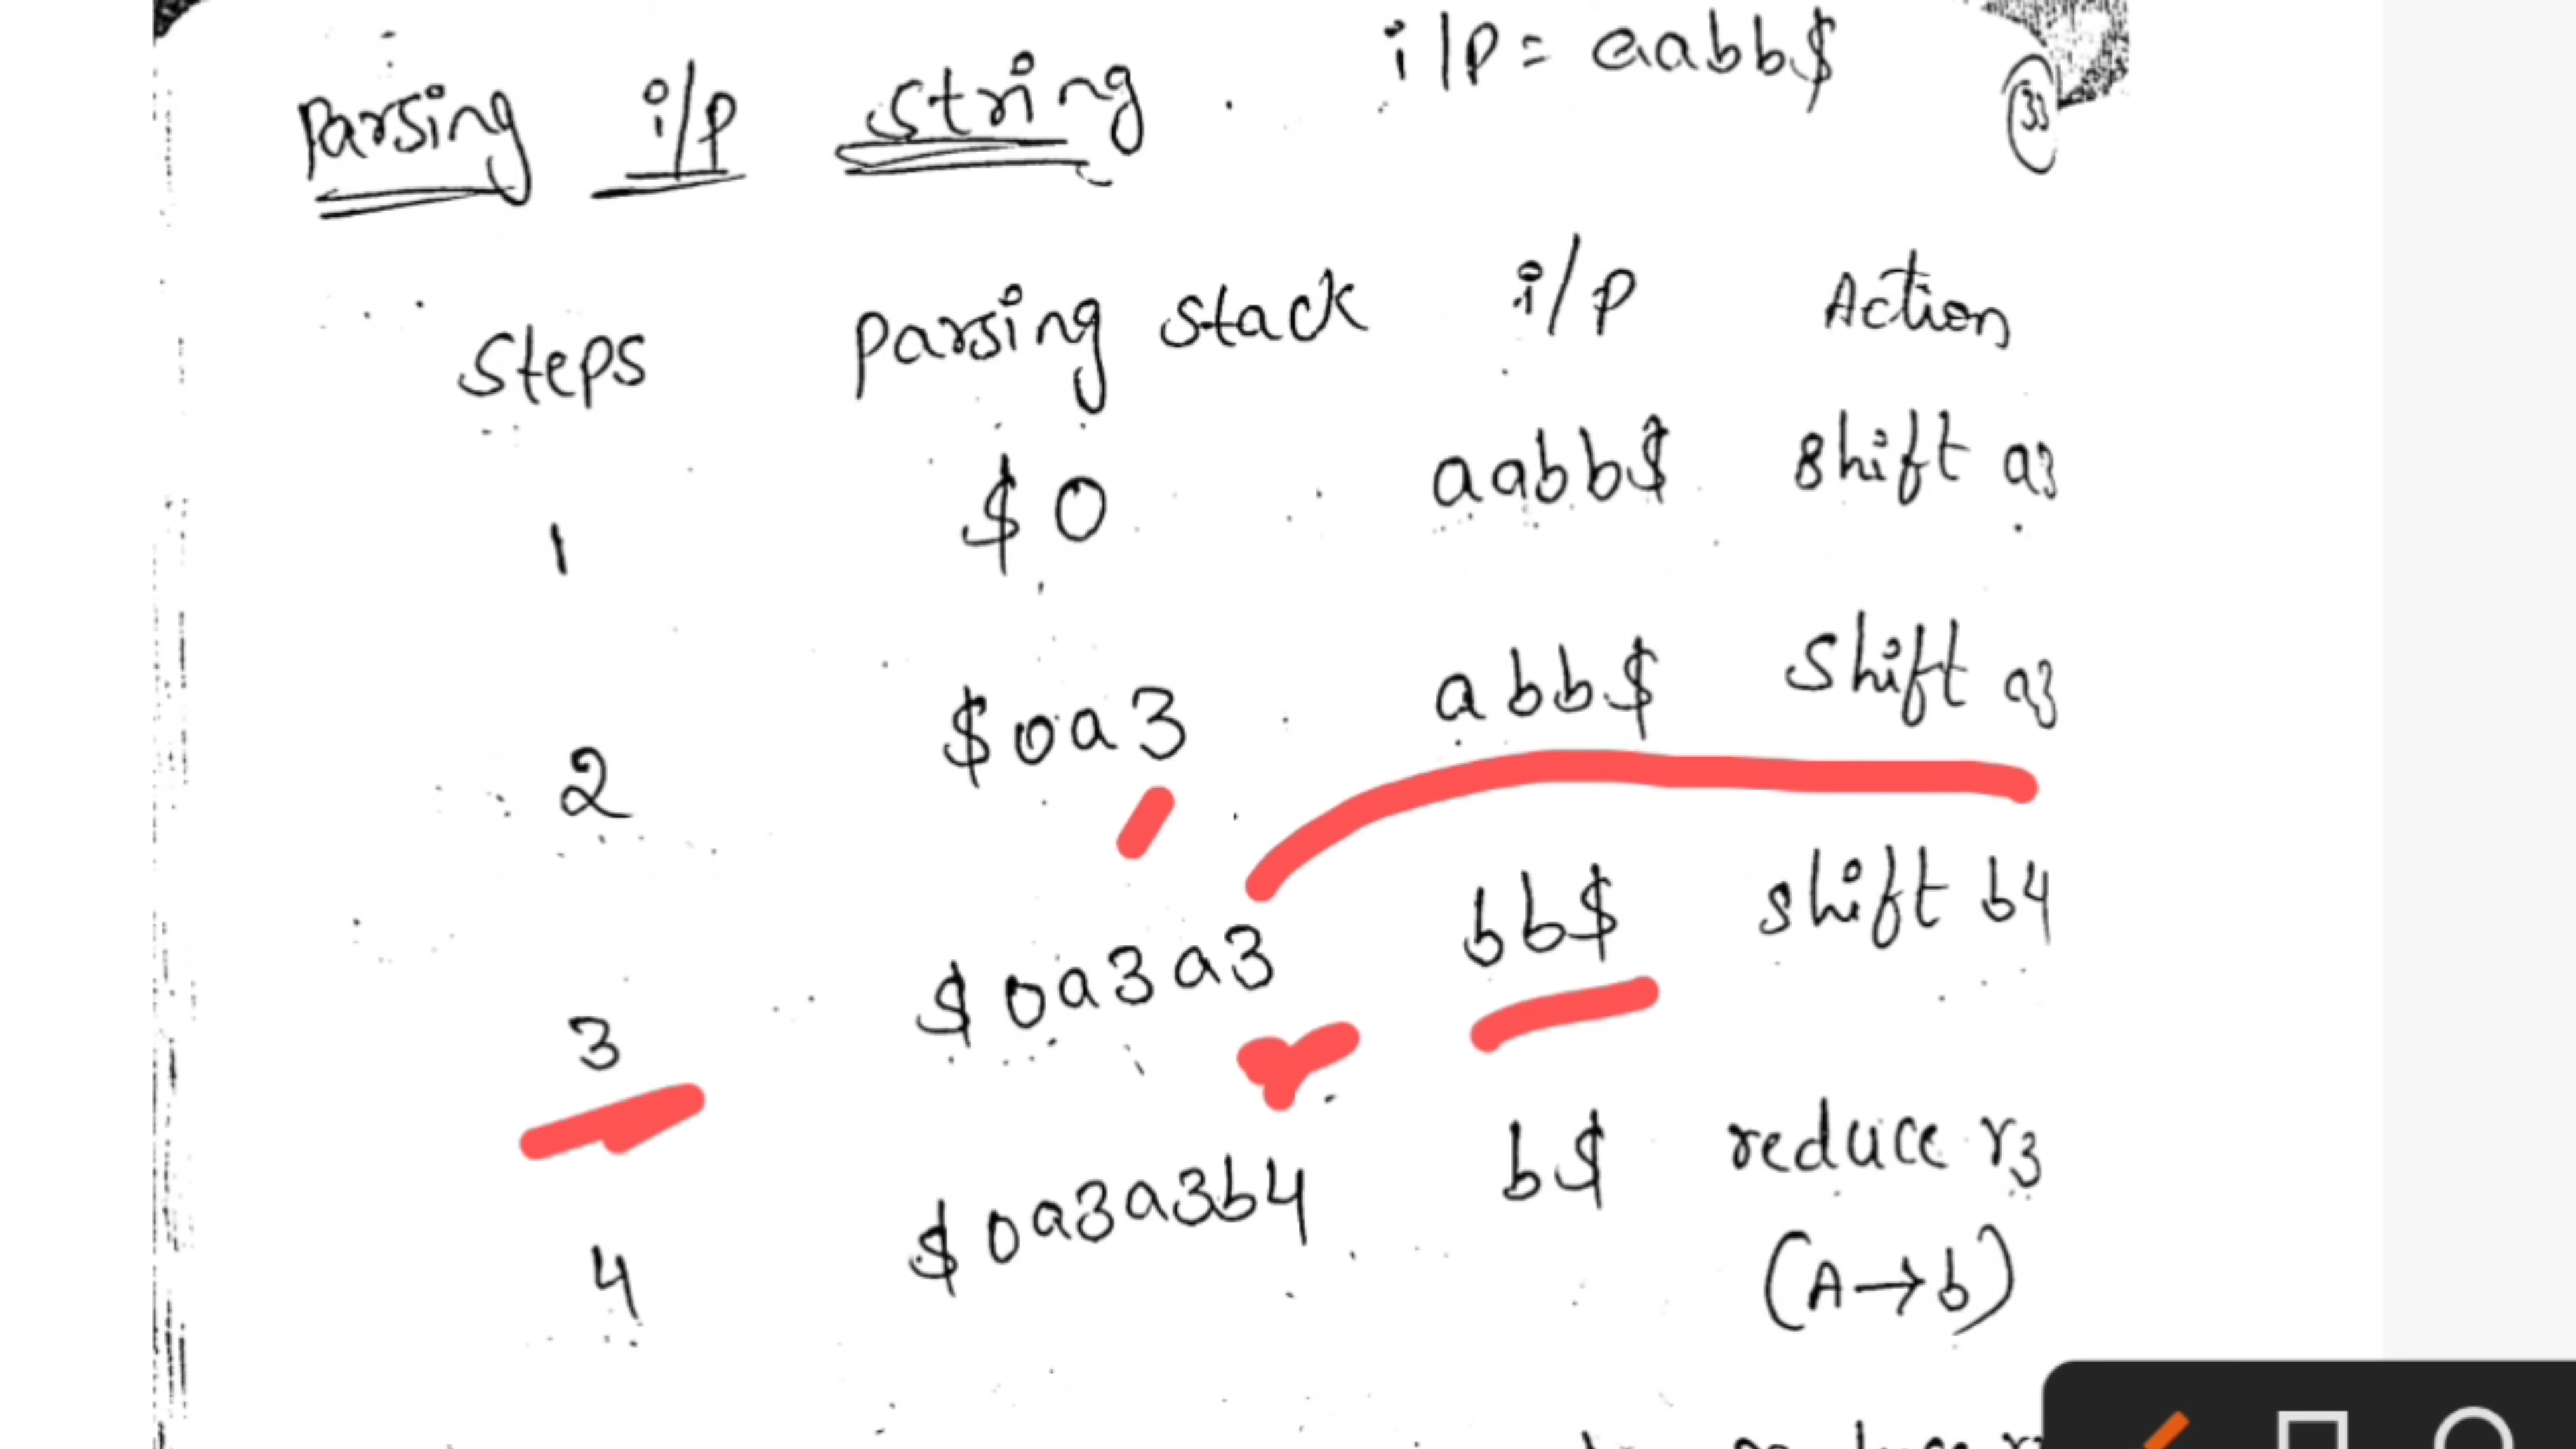 i/p = aabb$
Parsing i/p string .
33
Steps Parsing stack i/p Action
1 $0 aabb$ shift a3
2 $0a3 abb$ shift a3
3 $0a3a3 bb$ shift b4
4 $0a3a3b4 b$ reduce r3
(A→b)